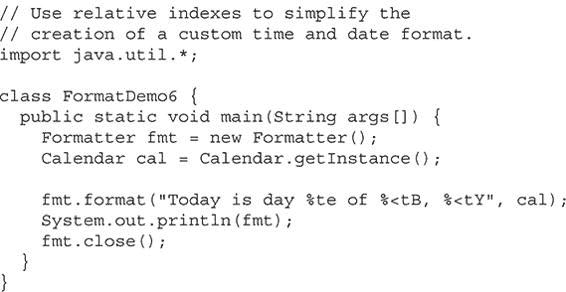 // Use relative indexes to simplify the
// creation of a custom time and date format.
import java.util.*;

class FormatDemo6 {
  public static void main(String args[]) {
    Formatter fmt = new Formatter();
    Calendar cal = Calendar.getInstance();

    fmt.format("Today is day %te of %<tB, %<tY", cal);
    System.out.println(fmt);
    fmt.close();
  }
}